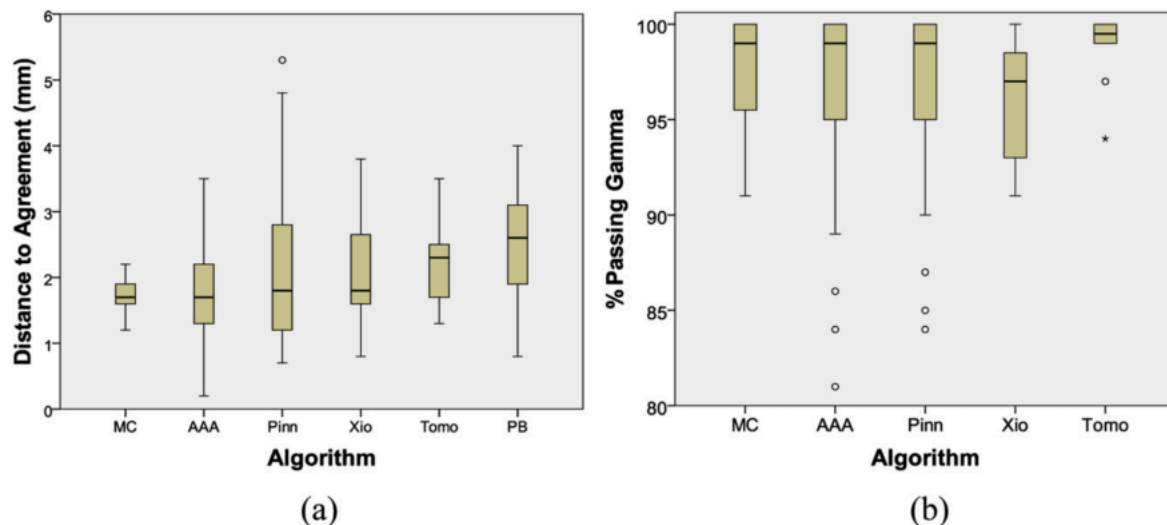 Distance to Agreement (mm)
6
5
4
3
2
1
0
MC AAA Pinn Xio Tomo PB
Algorithm
(a)
% Passing Gamma
100
95
90
85
80
MC AAA Pinn Xio Tomo
Algorithm
(b)